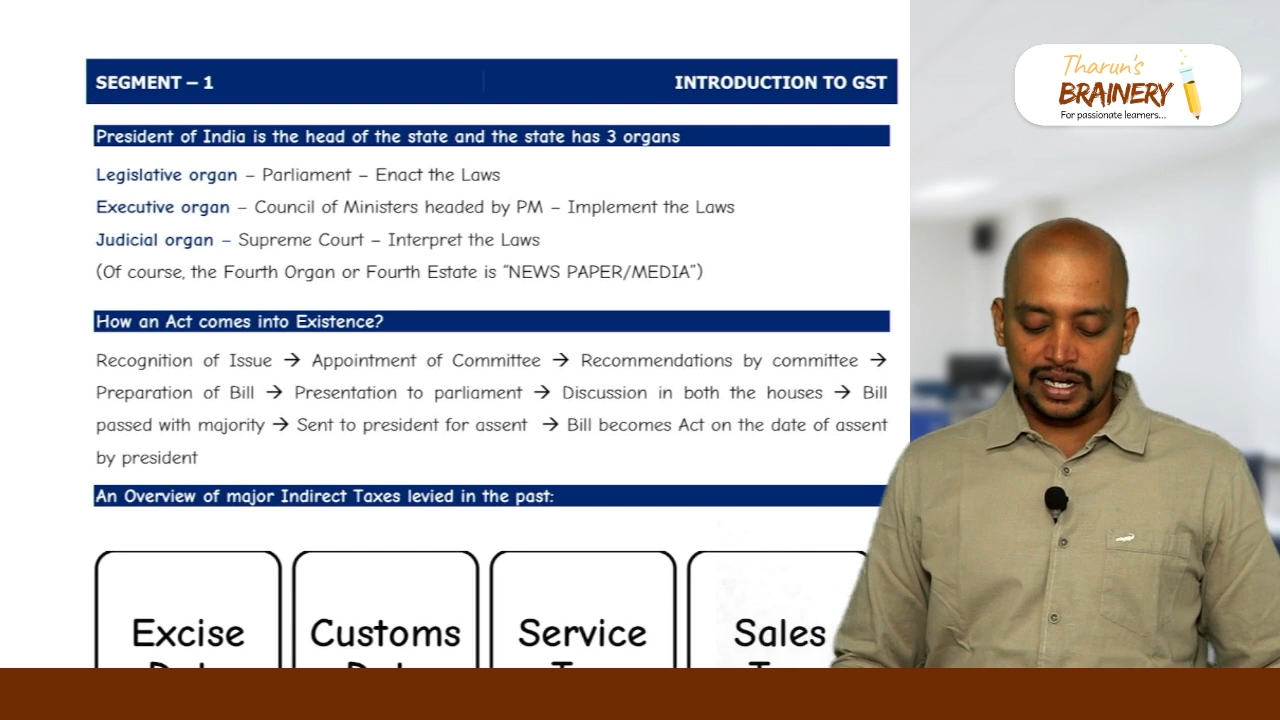 SEGMENT – 1 INTRODUCTION TO GST
President of India is the head of the state and the state has 3 organs
Legislative organ – Parliament – Enact the Laws
Executive organ – Council of Ministers headed by PM – Implement the Laws
Judicial organ – Supreme Court – Interpret the Laws
(Of course, the Fourth Organ or Fourth Estate is “NEWS PAPER/MEDIA”)
How an Act comes into Existence?
Recognition of Issue → Appointment of Committee → Recommendations by committee →
Preparation of Bill → Presentation to parliament → Discussion in both the houses → Bill
passed with majority → Sent to president for assent → Bill becomes Act on the date of assent
by president
An Overview of major Indirect Taxes levied in the past:
Excise
Customs
Service
Sales
Tharun's
BRAINERY
For passionate learners...